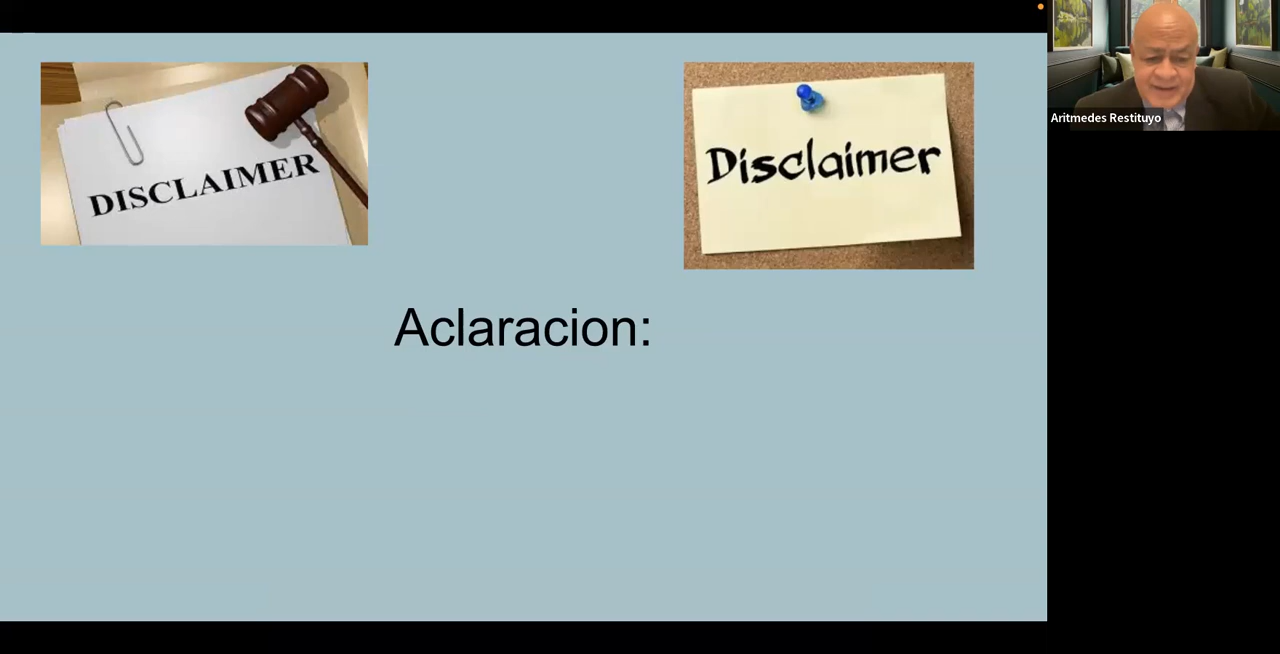 DISCLAIMER
Disclaimer
Aritmedes Restituyo
Aclaracion: